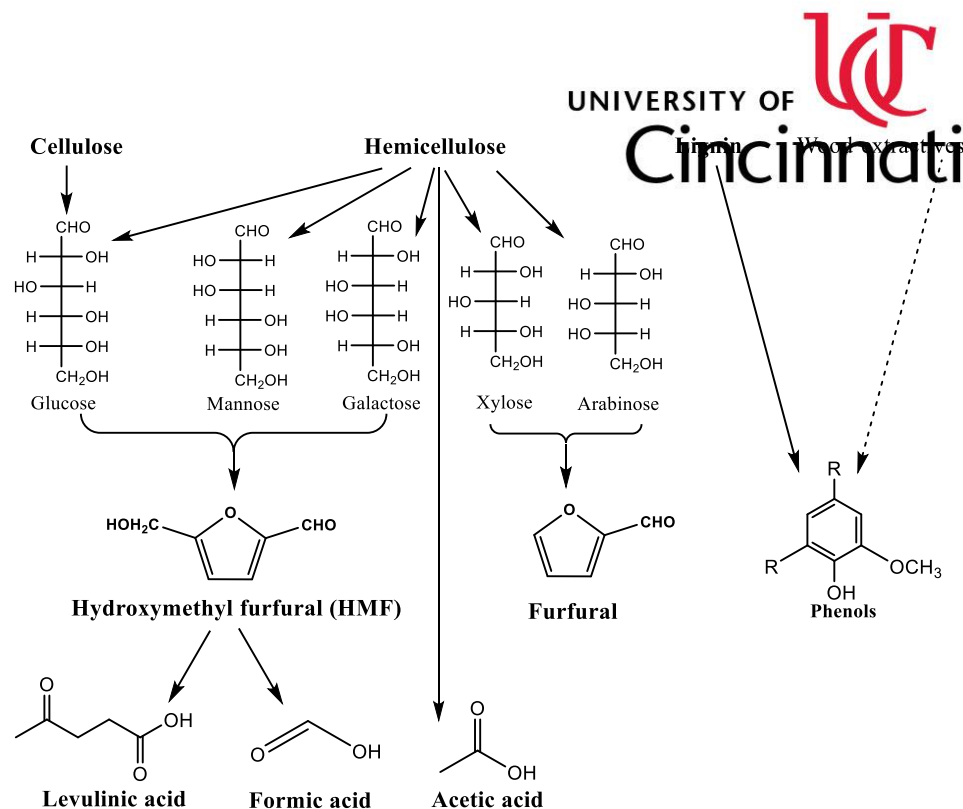 UNIVERSITY OF
Cincinnati
Cellulose
Hemicellulose
Lignin
Wood extractives
CHO
H OH
HO H
H OH
H OH
CH₂OH
Glucose
CHO
HO H
HO H
H OH
H OH
CH₂OH
Mannose
CHO
H OH
HO H
HO H
H OH
CH₂OH
Galactose
CHO
H OH
HO H
H OH
CH₂OH
Xylose
CHO
H OH
HO H
HO H
CH₂OH
Arabinose
HOH₂C O CHO
Hydroxymethyl furfural (HMF)
O CHO
Furfural
R
R OCH₃
OH
Phenols
O
OH
O
Levulinic acid
O OH
Formic acid
O
OH
Acetic acid